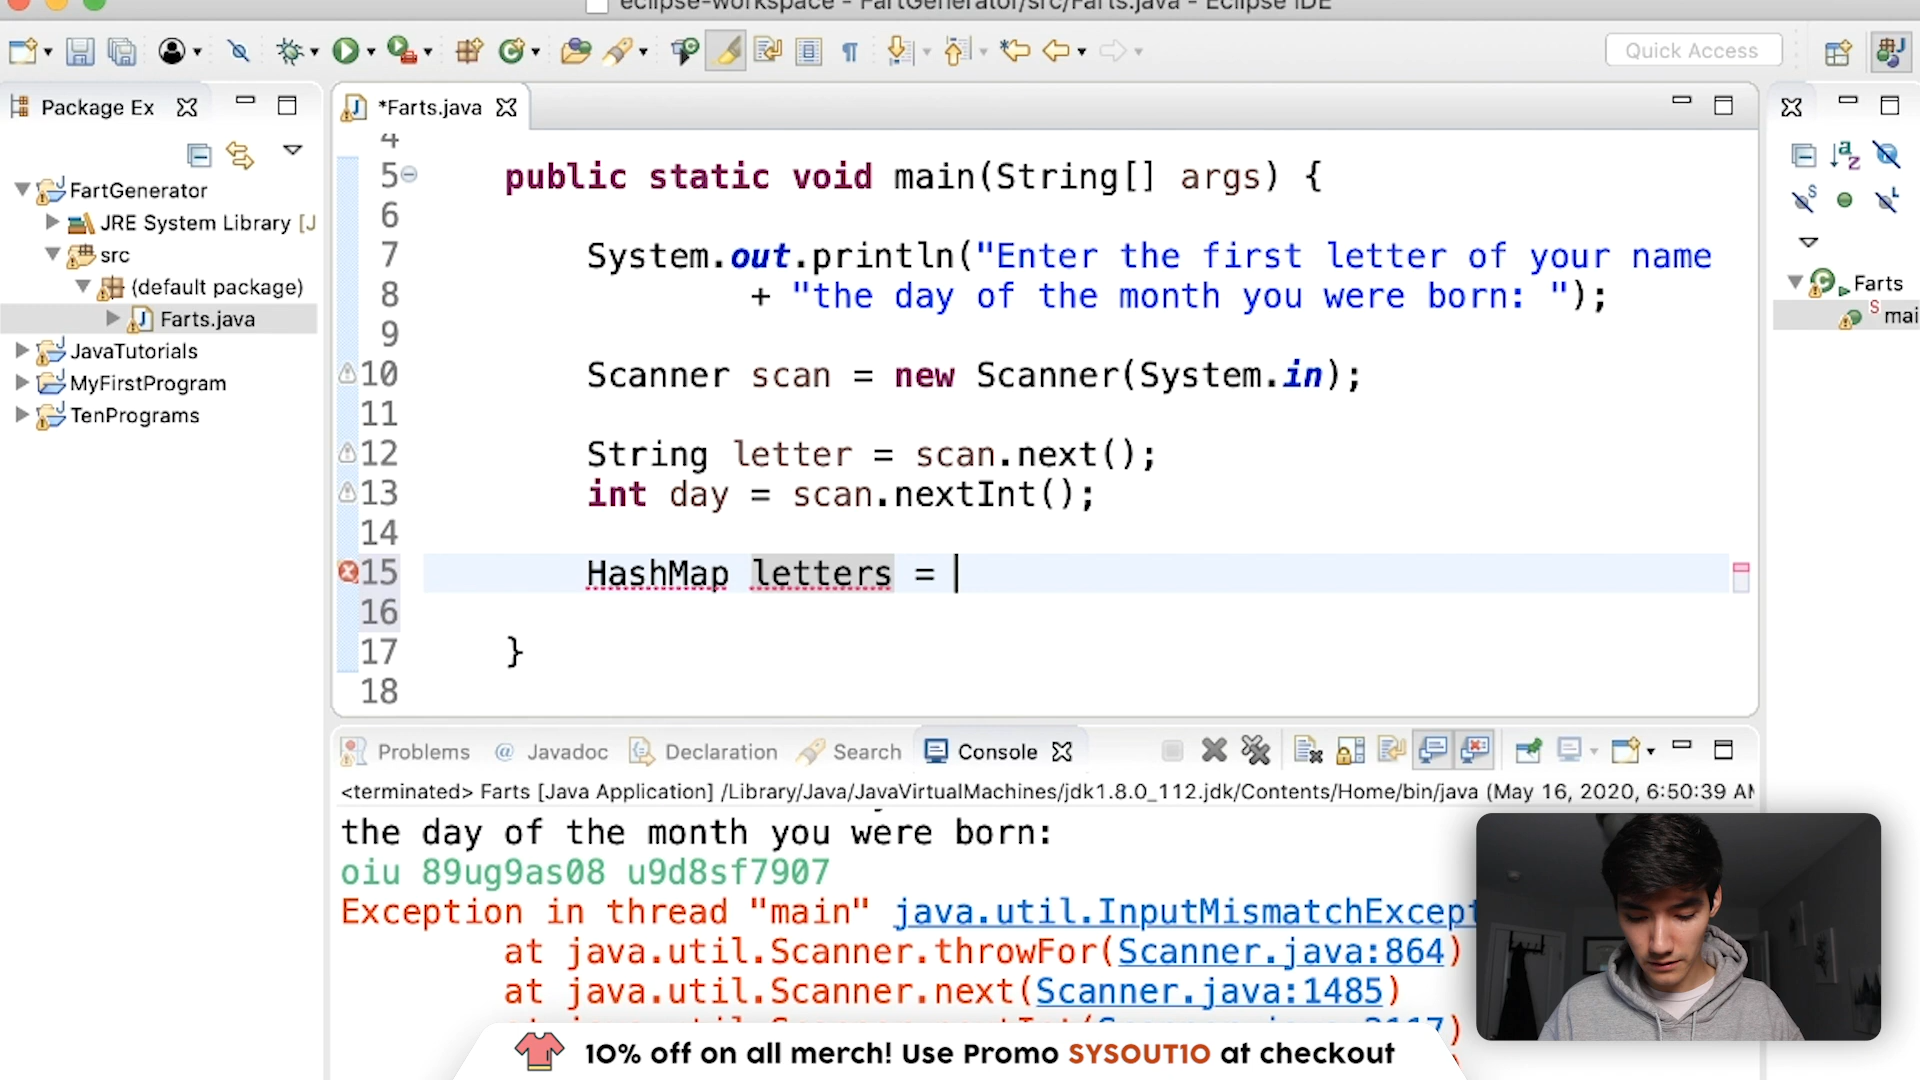 eclipse-workspace - FartGenerator/src/Farts.java - Eclipse IDE
Quick Access
Package Ex
*Farts.java
FartGenerator
JRE System Library [J
src
(default package)
Farts.java
JavaTutorials
MyFirstProgram
TenPrograms
4
5 public static void main(String[] args) {
6
7 System.out.println("Enter the first letter of your name
8 + "the day of the month you were born: ");
9
10 Scanner scan = new Scanner(System.in);
11
12 String letter = scan.next();
13 int day = scan.nextInt();
14
15 HashMap letters =
16
17 }
18
Farts
mai
Problems @ Javadoc Declaration Search Console
<terminated> Farts [Java Application] /Library/Java/JavaVirtualMachines/jdk1.8.0_112.jdk/Contents/Home/bin/java (May 16, 2020, 6:50:39 AM
the day of the month you were born:
oiu 89ug9as08 u9d8sf7907
Exception in thread "main" java.util.InputMismatchExcept
at java.util.Scanner.throwFor(Scanner.java:864)
at java.util.Scanner.next(Scanner.java:1485)
10% off on all merch! Use Promo SYSOUT10 at checkout